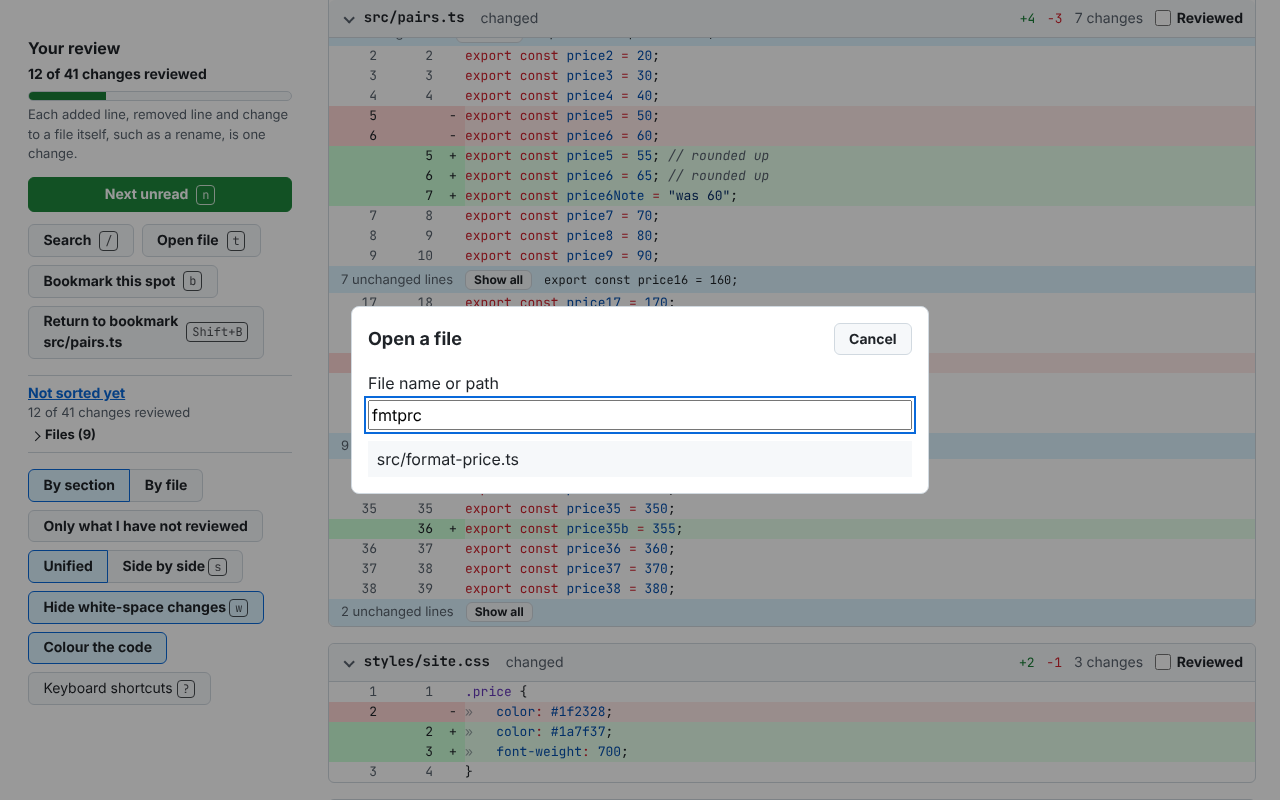 Your review
12 of 41 changes reviewed
Each added line, removed line and change
to a file itself, such as a rename, is one
change.
Next unread n
Search / Open file t
Bookmark this spot b
Return to bookmark
src/pairs.ts Shift+B
Not sorted yet
12 of 41 changes reviewed
Files (9)
By section By file
Only what I have not reviewed
Unified Side by side s
Hide white-space changes w
Colour the code
Keyboard shortcuts ?
src/pairs.ts changed +4 -3 7 changes Reviewed
2 2 export const price2 = 20;
3 3 export const price3 = 30;
4 4 export const price4 = 40;
5 - export const price5 = 50;
6 - export const price6 = 60;
5 + export const price5 = 55; // rounded up
6 + export const price6 = 65; // rounded up
7 + export const price6Note = "was 60";
7 8 export const price7 = 70;
8 9 export const price8 = 80;
9 10 export const price9 = 90;
7 unchanged lines Show all export const price16 = 160;
17 18 export const price17 = 170;
Open a file Cancel
File name or path
fmtprc
src/format-price.ts
9
35 35 export const price35 = 350;
36 + export const price35b = 355;
36 37 export const price36 = 360;
37 38 export const price37 = 370;
38 39 export const price38 = 380;
2 unchanged lines Show all
styles/site.css changed +2 -1 3 changes Reviewed
1 1 .price {
2 - » color: #1f2328;
2 + » color: #1a7f37;
3 + » font-weight: 700;
3 4 }